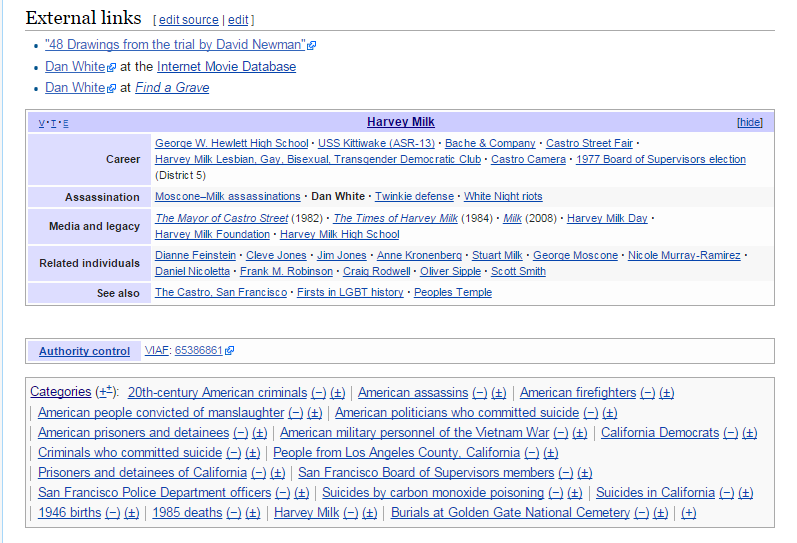 External links [ edit source | edit ]
"48 Drawings from the trial by David Newman"
Dan White at the Internet Movie Database
Dan White at Find a Grave
V · T · E Harvey Milk [hide]
Career George W. Hewlett High School · USS Kittiwake (ASR-13) · Bache & Company · Castro Street Fair ·
Harvey Milk Lesbian, Gay, Bisexual, Transgender Democratic Club · Castro Camera · 1977 Board of Supervisors election
(District 5)
Assassination Moscone–Milk assassinations · Dan White · Twinkie defense · White Night riots
Media and legacy The Mayor of Castro Street (1982) · The Times of Harvey Milk (1984) · Milk (2008) · Harvey Milk Day ·
Harvey Milk Foundation · Harvey Milk High School
Related individuals Dianne Feinstein · Cleve Jones · Jim Jones · Anne Kronenberg · Stuart Milk · George Moscone · Nicole Murray-Ramirez ·
Daniel Nicoletta · Frank M. Robinson · Craig Rodwell · Oliver Sipple · Scott Smith
See also The Castro, San Francisco · Firsts in LGBT history · Peoples Temple
Authority control VIAF: 65386861
Categories (+±): 20th-century American criminals (−) (±) | American assassins (−) (±) | American firefighters (−) (±)
| American people convicted of manslaughter (−) (±) | American politicians who committed suicide (−) (±)
| American prisoners and detainees (−) (±) | American military personnel of the Vietnam War (−) (±) | California Democrats (−) (±)
| Criminals who committed suicide (−) (±) | People from Los Angeles County, California (−) (±)
| Prisoners and detainees of California (−) (±) | San Francisco Board of Supervisors members (−) (±)
| San Francisco Police Department officers (−) (±) | Suicides by carbon monoxide poisoning (−) (±) | Suicides in California (−) (±)
| 1946 births (−) (±) | 1985 deaths (−) (±) | Harvey Milk (−) (±) | Burials at Golden Gate National Cemetery (−) (±) | (+)